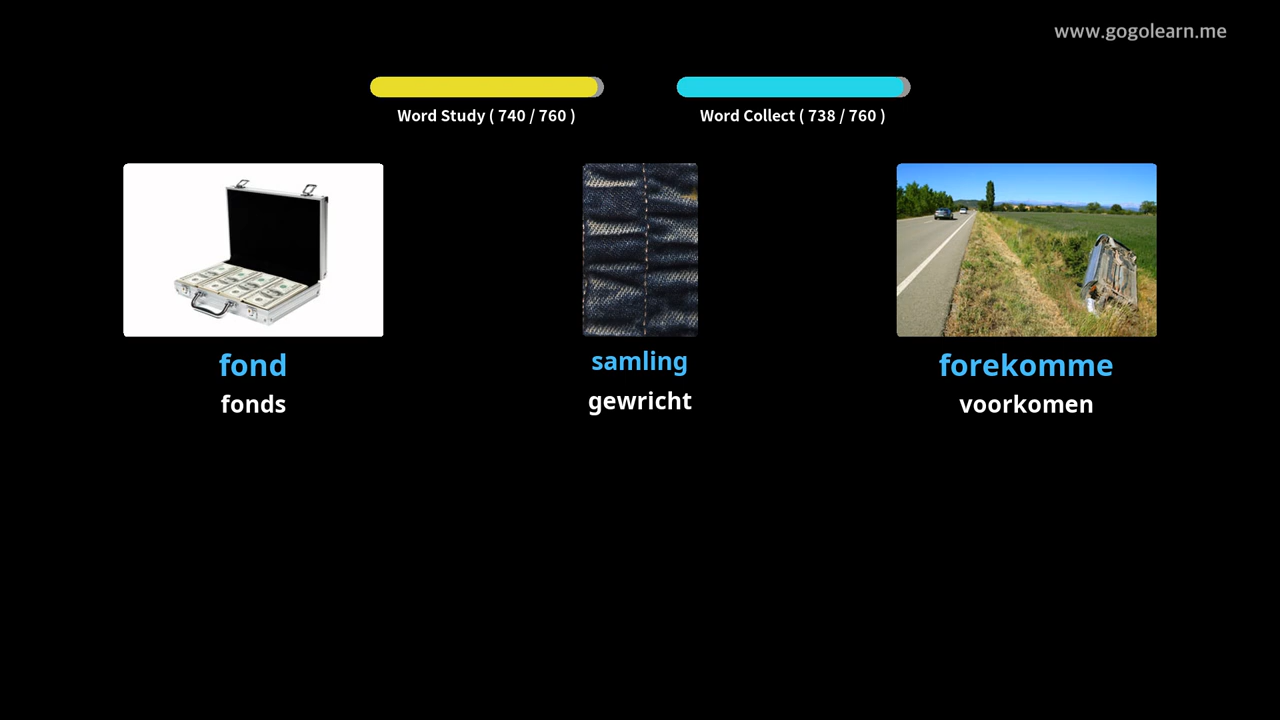 www.gogolearn.me
Word Study ( 740 / 760 )
Word Collect ( 738 / 760 )
fond
fonds
samling
gewricht
forekomme
voorkomen